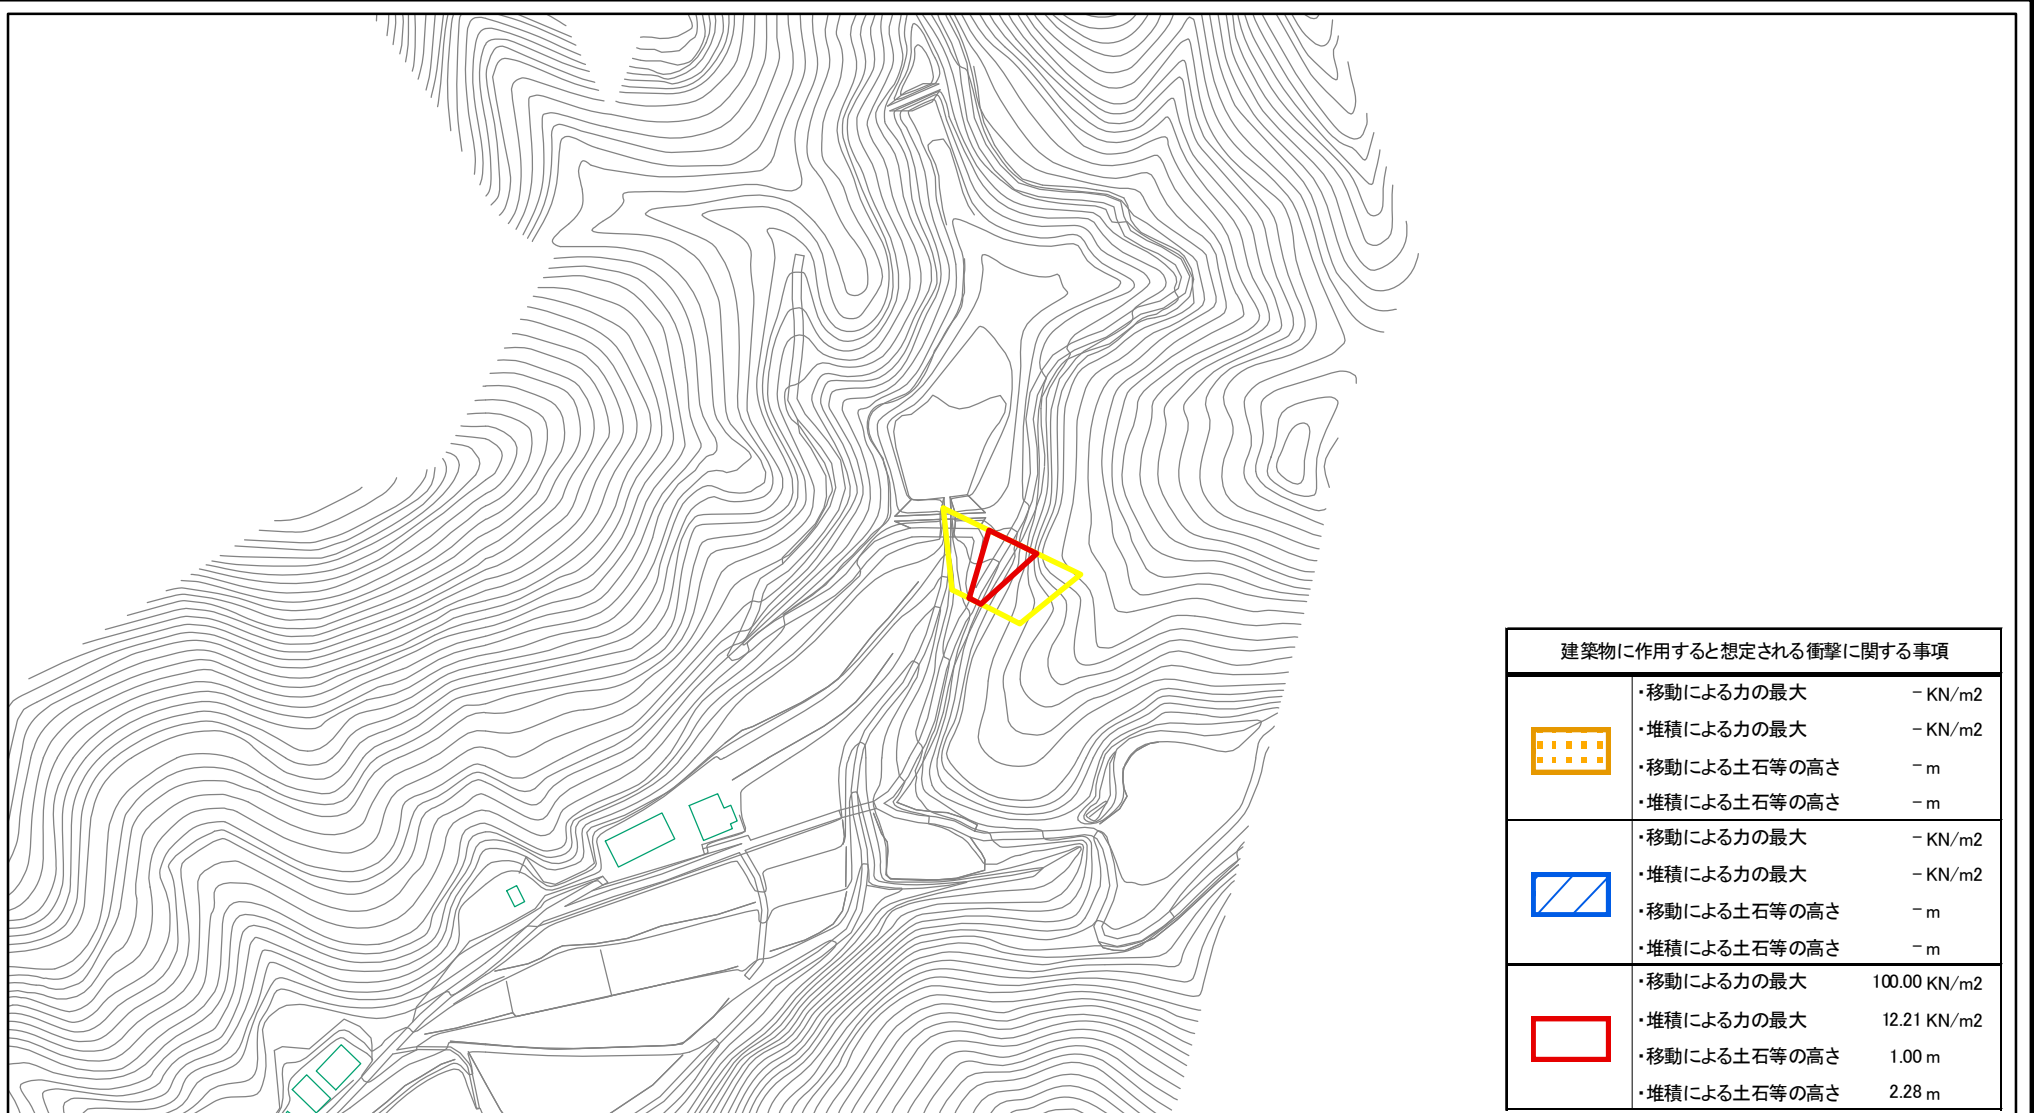 建築物に作用すると想定される衝撃に関する事項
・移動による力の最大 － KN/m2
・堆積による力の最大 － KN/m2
・移動による土石等の高さ － m
・堆積による土石等の高さ － m
・移動による力の最大 － KN/m2
・堆積による力の最大 － KN/m2
・移動による土石等の高さ － m
・堆積による土石等の高さ － m
・移動による力の最大 100.00 KN/m2
・堆積による力の最大 12.21 KN/m2
・移動による土石等の高さ 1.00 m
・堆積による土石等の高さ 2.28 m